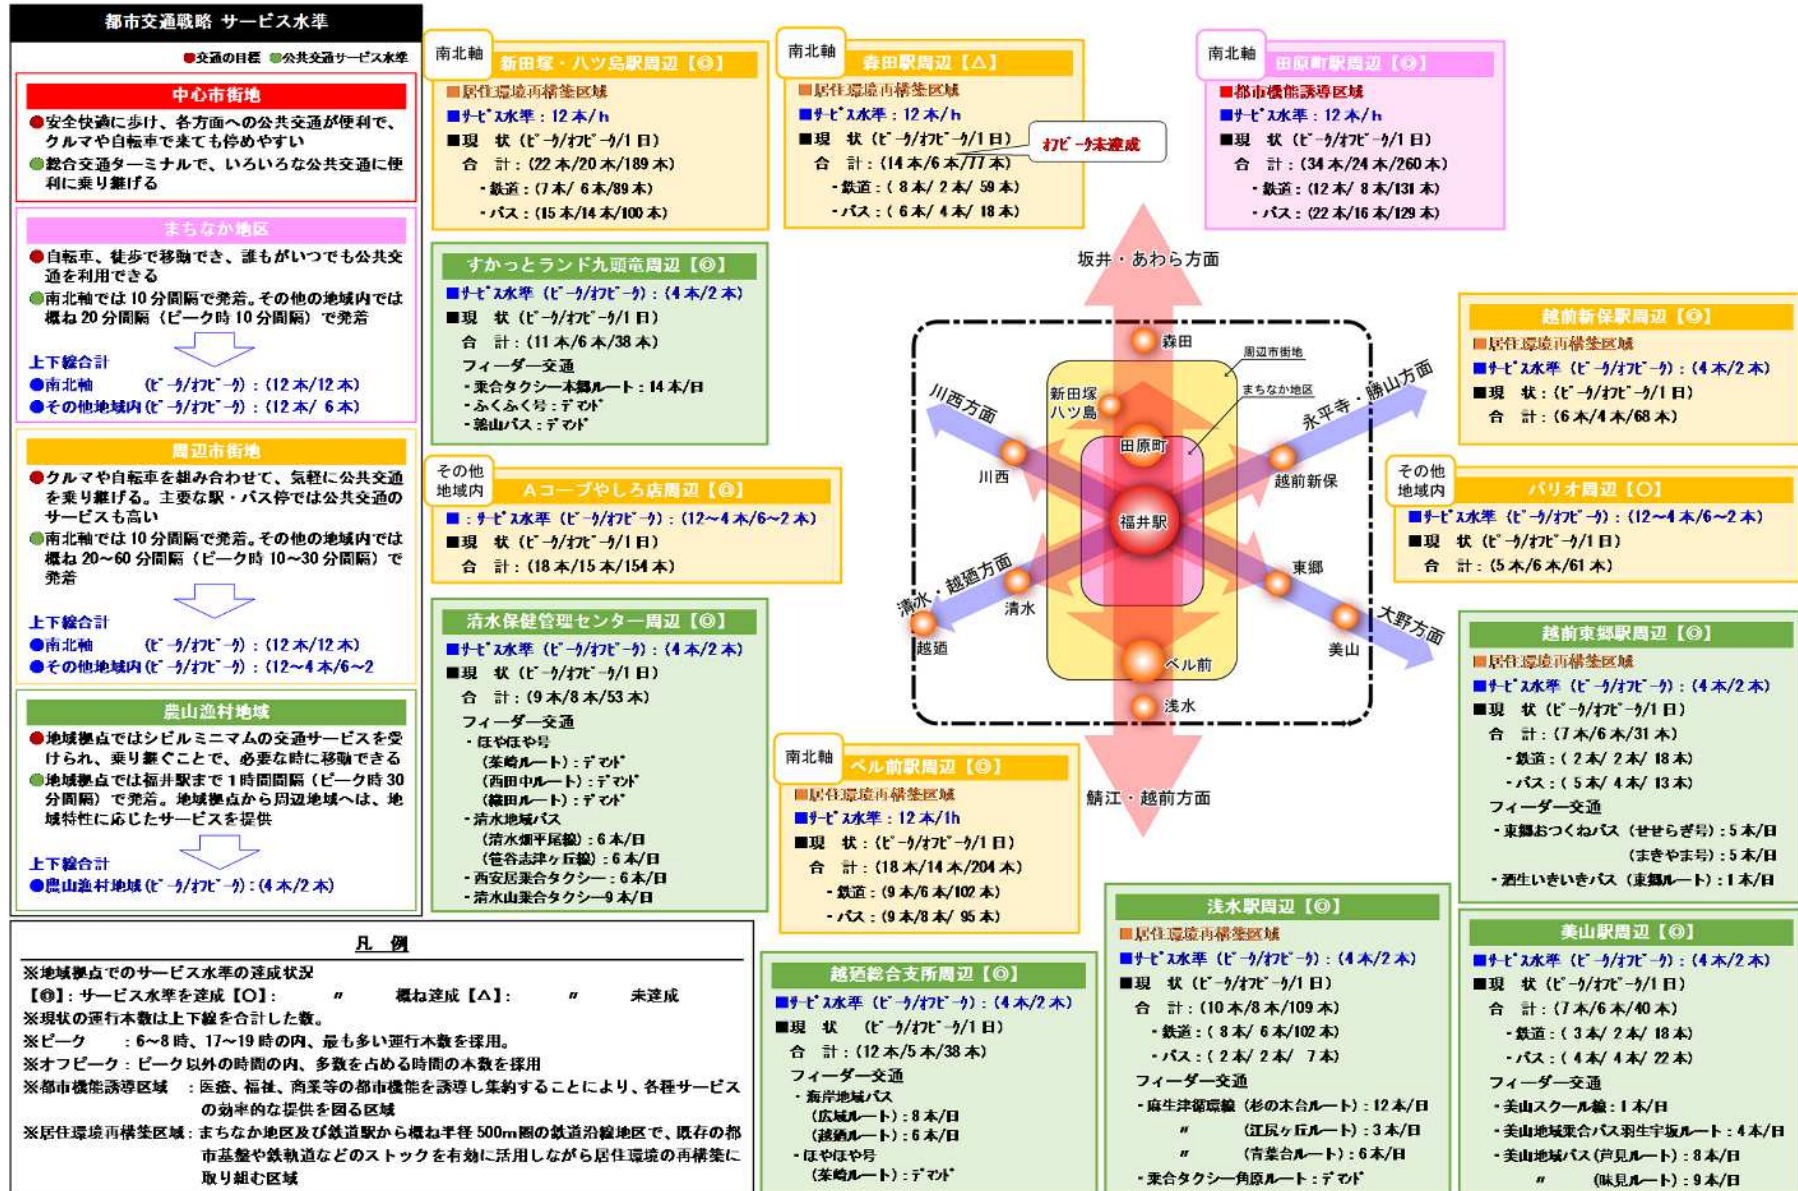 都市交通戦略 サービス水準
●交通の目標 ●公共交通サービス水準
中心市街地
●安全快適に歩け、各方面への公共交通が便利で、
クルマや自転車で来ても停めやすい
●総合交通ターミナルで、いろいろな公共交通に便
利に乗り継げる
まちなか地区
●自転車、徒歩で移動でき、誰もがいつでも公共交
通を利用できる
●南北軸では10分間隔で発着。その他の地域内では
概ね20分間隔（ピーク時10分間隔）で発着
上下線合計
●南北軸 (ﾋﾟｰｸ/ｵﾌﾋﾟｰｸ)：(12本/12本)
●その他地域内(ﾋﾟｰｸ/ｵﾌﾋﾟｰｸ)：(12本/ 6本)
周辺市街地
●クルマや自転車を組み合わせて、気軽に公共交通
を乗り継げる。主要な駅・バス停では公共交通の
サービスも高い
●南北軸では10分間隔で発着。その他の地域内では
概ね20～60分間隔（ピーク時10～30分間隔）で
発着
上下線合計
●南北軸 (ﾋﾟｰｸ/ｵﾌﾋﾟｰｸ)：(12本/12本)
●その他地域内(ﾋﾟｰｸ/ｵﾌﾋﾟｰｸ)：(12～4本/6～2
農山漁村地域
●地域拠点ではシビルミニマムの交通サービスを受
けられ、乗り継ぐことで、必要な時に移動できる
●地域拠点では福井駅まで1時間間隔（ピーク時30
分間隔）で発着。地域拠点から周辺地域へは、地
域特性に応じたサービスを提供
上下線合計
●農山漁村地域(ﾋﾟｰｸ/ｵﾌﾋﾟｰｸ)：(4本/2本)
南北軸
新田塚・八ツ島駅周辺【◎】
■居住環境再構築区域
■ｻｰﾋﾞｽ水準：12本/h
■現 状 (ﾋﾟｰｸ/ｵﾌﾋﾟｰｸ/1日)
合 計：(22本/20本/189本)
・鉄道：(7本/ 6本/89本)
・バス：(15本/14本/100本)
南北軸
森田駅周辺【△】
■居住環境再構築区域
■ｻｰﾋﾞｽ水準：12本/h
■現 状 (ﾋﾟｰｸ/ｵﾌﾋﾟｰｸ/1日)
合 計：(14本/6本/77本)
・鉄道：( 8本/ 2本/ 59本)
・バス：( 6本/ 4本/ 18本)
ｵﾌﾋﾟｰｸ未達成
南北軸
田原町駅周辺【◎】
■都市機能誘導区域
■ｻｰﾋﾞｽ水準：12本/h
■現 状 (ﾋﾟｰｸ/ｵﾌﾋﾟｰｸ/1日)
合 計：(34本/24本/260本)
・鉄道：(12本/ 8本/131本)
・バス：(22本/16本/129本)
すかっとランド九頭竜周辺【◎】
■ｻｰﾋﾞｽ水準 (ﾋﾟｰｸ/ｵﾌﾋﾟｰｸ)：(4本/2本)
■現 状 (ﾋﾟｰｸ/ｵﾌﾋﾟｰｸ/1日)
合 計：(11本/6本/38本)
フィーダー交通
・乗合タクシー本郷ルート：14本/日
・ふくふく号：ﾃﾞﾏﾝﾄﾞ
・鶉山バス：ﾃﾞﾏﾝﾄﾞ
その他
地域内
Aコープやしろ店周辺【◎】
■：ｻｰﾋﾞｽ水準 (ﾋﾟｰｸ/ｵﾌﾋﾟｰｸ)：(12～4本/6～2本)
■現 状 (ﾋﾟｰｸ/ｵﾌﾋﾟｰｸ/1日)
合 計：(18本/15本/154本)
清水保健管理センター周辺【◎】
■ｻｰﾋﾞｽ水準 (ﾋﾟｰｸ/ｵﾌﾋﾟｰｸ)：(4本/2本)
■現 状 (ﾋﾟｰｸ/ｵﾌﾋﾟｰｸ/1日)
合 計：(9本/8本/53本)
フィーダー交通
・ほやほや号
(茱崎ルート)：ﾃﾞﾏﾝﾄﾞ
(西田中ルート)：ﾃﾞﾏﾝﾄﾞ
(織田ルート)：ﾃﾞﾏﾝﾄﾞ
・清水地域バス
(清水畑平尾線)：6本/日
(笹谷志津ヶ丘線)：6本/日
・西安居乗合タクシー：6本/日
・清水山乗合タクシー9本/日
坂井・あわら方面
森田
周辺市街地
まちなか地区
新田塚
八ツ島
田原町
川西方面
川西
永平寺・勝山方面
越前新保
福井駅
清水・越廼方面
清水
越廼
東郷
大野方面
美山
ベル前
浅水
鯖江・越前方面
越前新保駅周辺【◎】
■居住環境再構築区域
■ｻｰﾋﾞｽ水準 (ﾋﾟｰｸ/ｵﾌﾋﾟｰｸ)：(4本/2本)
■現 状：(ﾋﾟｰｸ/ｵﾌﾋﾟｰｸ/1日)
合 計：(6本/4本/68本)
その他
地域内
パリオ周辺【○】
■ｻｰﾋﾞｽ水準 (ﾋﾟｰｸ/ｵﾌﾋﾟｰｸ)：(12～4本/6～2本)
■現 状 (ﾋﾟｰｸ/ｵﾌﾋﾟｰｸ/1日)
合 計：(5本/6本/61本)
越前東郷駅周辺【◎】
■居住環境再構築区域
■ｻｰﾋﾞｽ水準 (ﾋﾟｰｸ/ｵﾌﾋﾟｰｸ)：(4本/2本)
■現 状 (ﾋﾟｰｸ/ｵﾌﾋﾟｰｸ/1日)
合 計：(7本/6本/31本)
・鉄道：( 2本/ 2本/ 18本)
・バス：( 5本/ 4本/ 13本)
フィーダー交通
・東郷おつくねバス (せせらぎ号)：5本/日
(まきやま号)：5本/日
・酒生いきいきバス (東郷ルート)：1本/日
南北軸
ベル前駅周辺【◎】
■居住環境再構築区域
■ｻｰﾋﾞｽ水準：12本/1h
■現 状：(ﾋﾟｰｸ/ｵﾌﾋﾟｰｸ/1日)
合 計：(18本/14本/204本)
・鉄道：(9本/6本/102本)
・バス：(9本/8本/ 95本)
越廼総合支所周辺【◎】
■ｻｰﾋﾞｽ水準 (ﾋﾟｰｸ/ｵﾌﾋﾟｰｸ)：(4本/2本)
■現 状 (ﾋﾟｰｸ/ｵﾌﾋﾟｰｸ/1日)
合 計：(12本/5本/38本)
フィーダー交通
・海岸地域バス
(広域ルート)：8本/日
(越廼ルート)：6本/日
・ほやほや号
(茱崎ルート)：ﾃﾞﾏﾝﾄﾞ
浅水駅周辺【◎】
■居住環境再構築区域
■ｻｰﾋﾞｽ水準 (ﾋﾟｰｸ/ｵﾌﾋﾟｰｸ)：(4本/2本)
■現 状 (ﾋﾟｰｸ/ｵﾌﾋﾟｰｸ/1日)
合 計：(10本/8本/109本)
・鉄道：( 8本/ 6本/102本)
・バス：( 2本/ 2本/ 7本)
フィーダー交通
・麻生津循環線 (杉の木台ルート)：12本/日
〃 (江尻ヶ丘ルート)：3本/日
〃 (青葉台ルート)：6本/日
・乗合タクシー角原ルート：ﾃﾞﾏﾝﾄﾞ
美山駅周辺【◎】
■ｻｰﾋﾞｽ水準 (ﾋﾟｰｸ/ｵﾌﾋﾟｰｸ)：(4本/2本)
■現 状 (ﾋﾟｰｸ/ｵﾌﾋﾟｰｸ/1日)
合 計：(7本/6本/40本)
・鉄道：( 3本/ 2本/ 18本)
・バス：( 4本/ 4本/ 22本)
フィーダー交通
・美山スクール線：1本/日
・美山地域乗合バス羽生宇坂ルート：4本/日
・美山地域バス(芦見ルート)：8本/日
〃 (味見ルート)：9本/日
凡 例
※地域拠点でのサービス水準の達成状況
【◎】：サービス水準を達成【○】： 〃 概ね達成【△】： 〃 未達成
※現状の運行本数は上下線を合計した数。
※ピーク ：6～8時、17～19時の内、最も多い運行本数を採用。
※オフピーク：ピーク以外の時間の内、多数を占める時間の本数を採用
※都市機能誘導区域 ：医療、福祉、商業等の都市機能を誘導し集約することにより、各種サービス
の効率的な提供を図る区域
※居住環境再構築区域：まちなか地区及び鉄道駅から概ね半径500m圏の鉄道沿線地区で、既存の都
市基盤や鉄軌道などのストックを有効に活用しながら居住環境の再構築に
取り組む区域